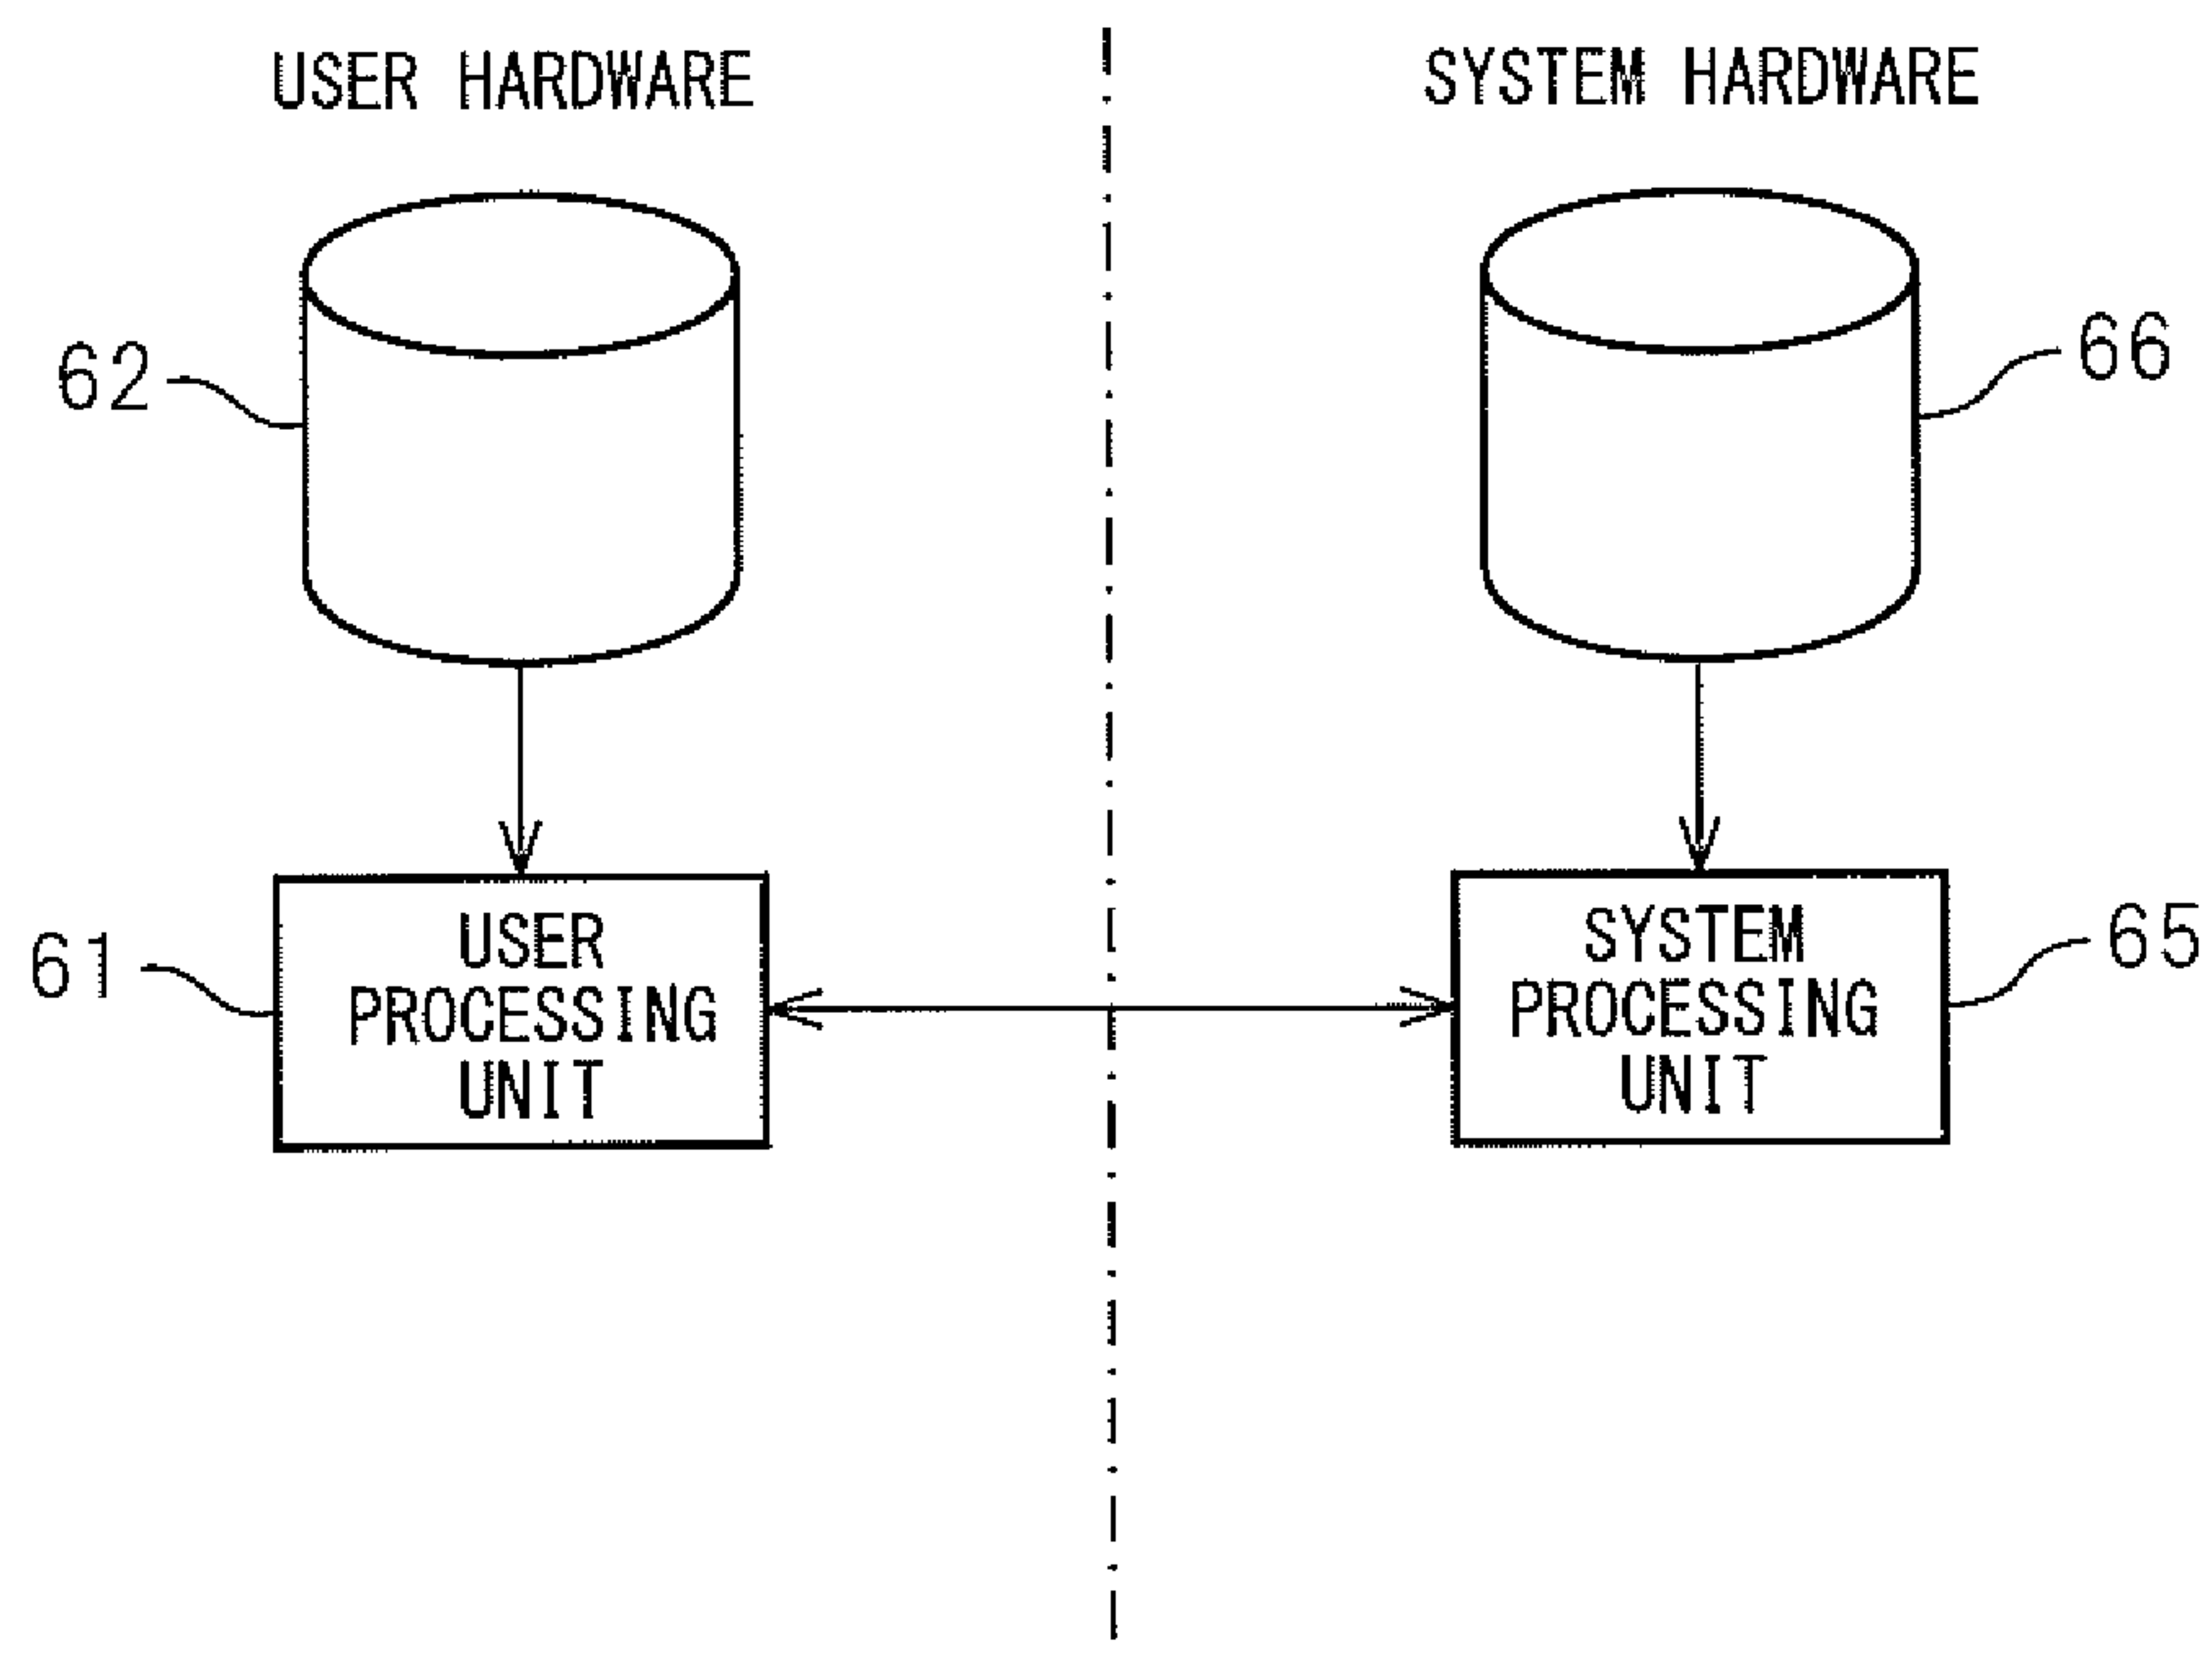 USER HARDWARE
SYSTEM HARDWARE
62
66
61
USER
PROCESSING
UNIT
SYSTEM
PROCESSING
UNIT
65